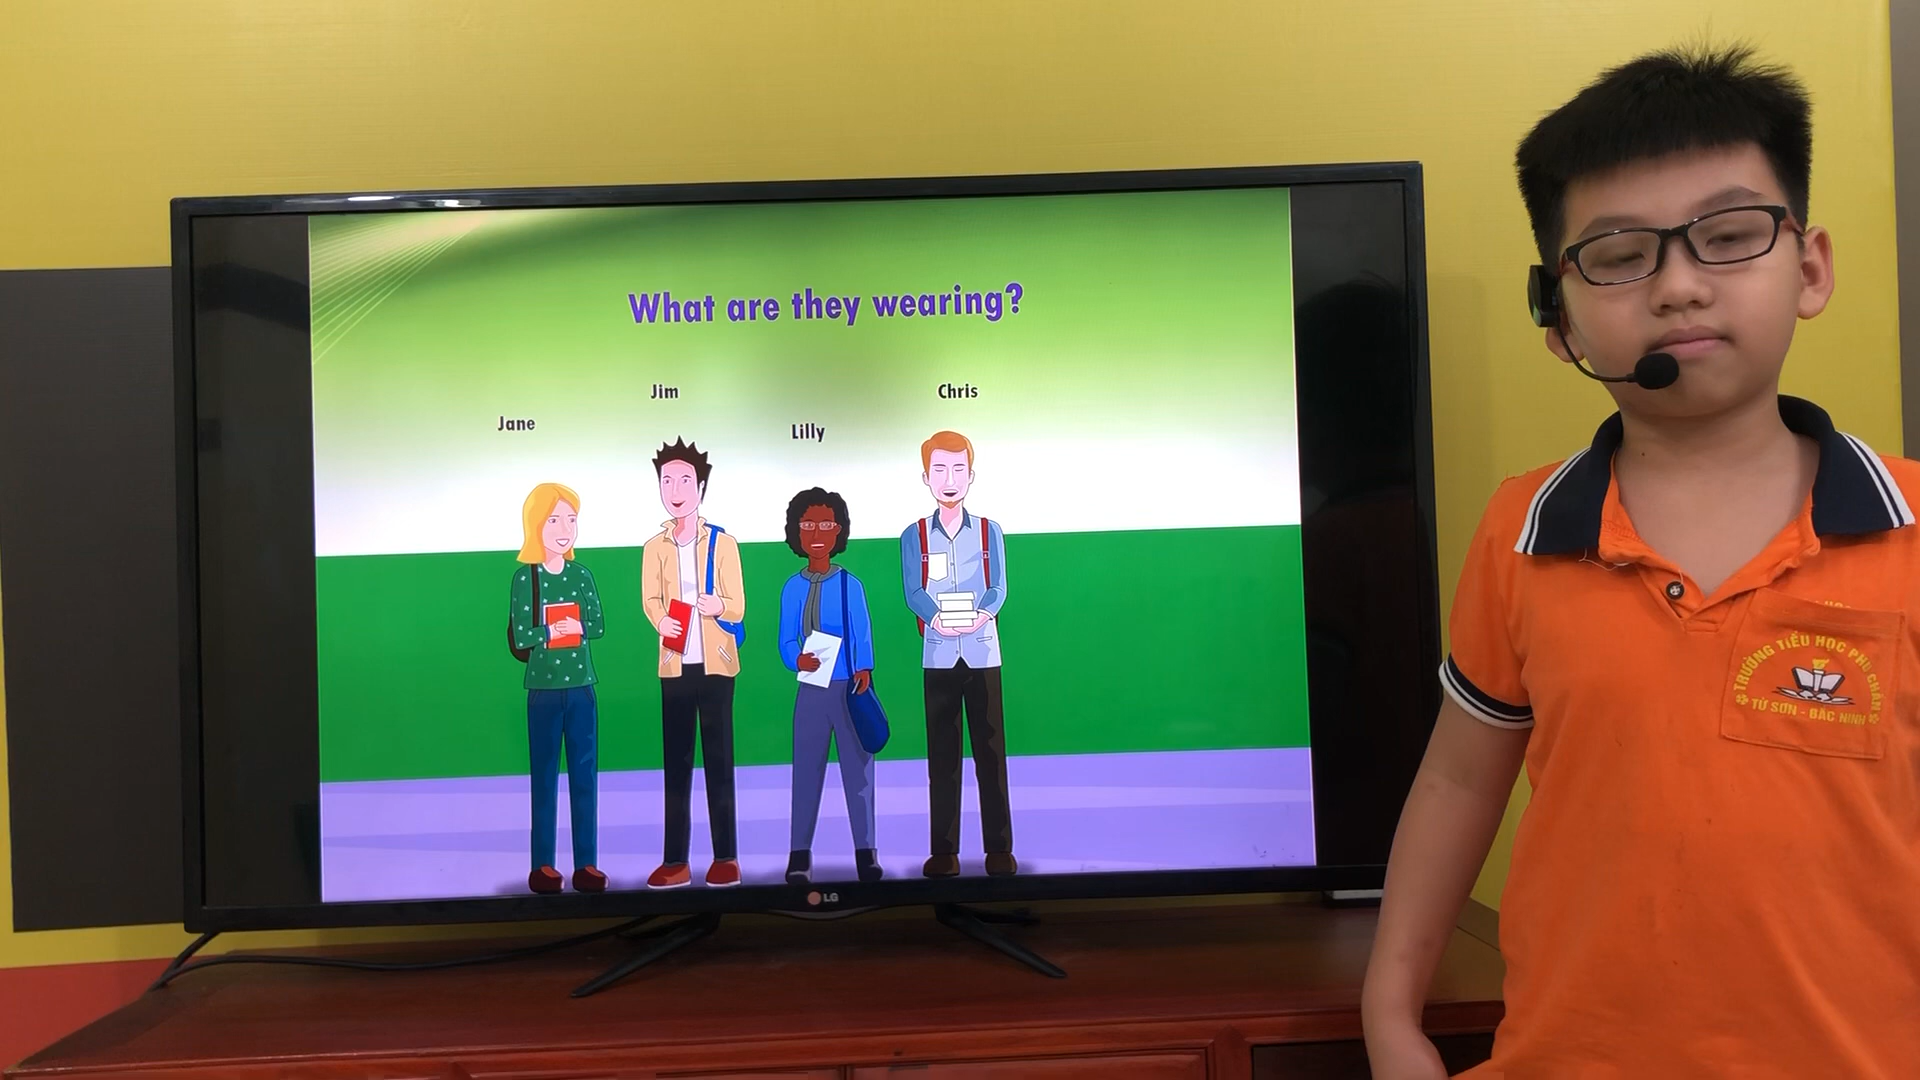 What are they wearing?
Jim
Chris
Jane
Lilly
LG
TRƯỜNG TIỂU HỌC PHÙ CHẨN
TỪ SƠN - BẮC NINH